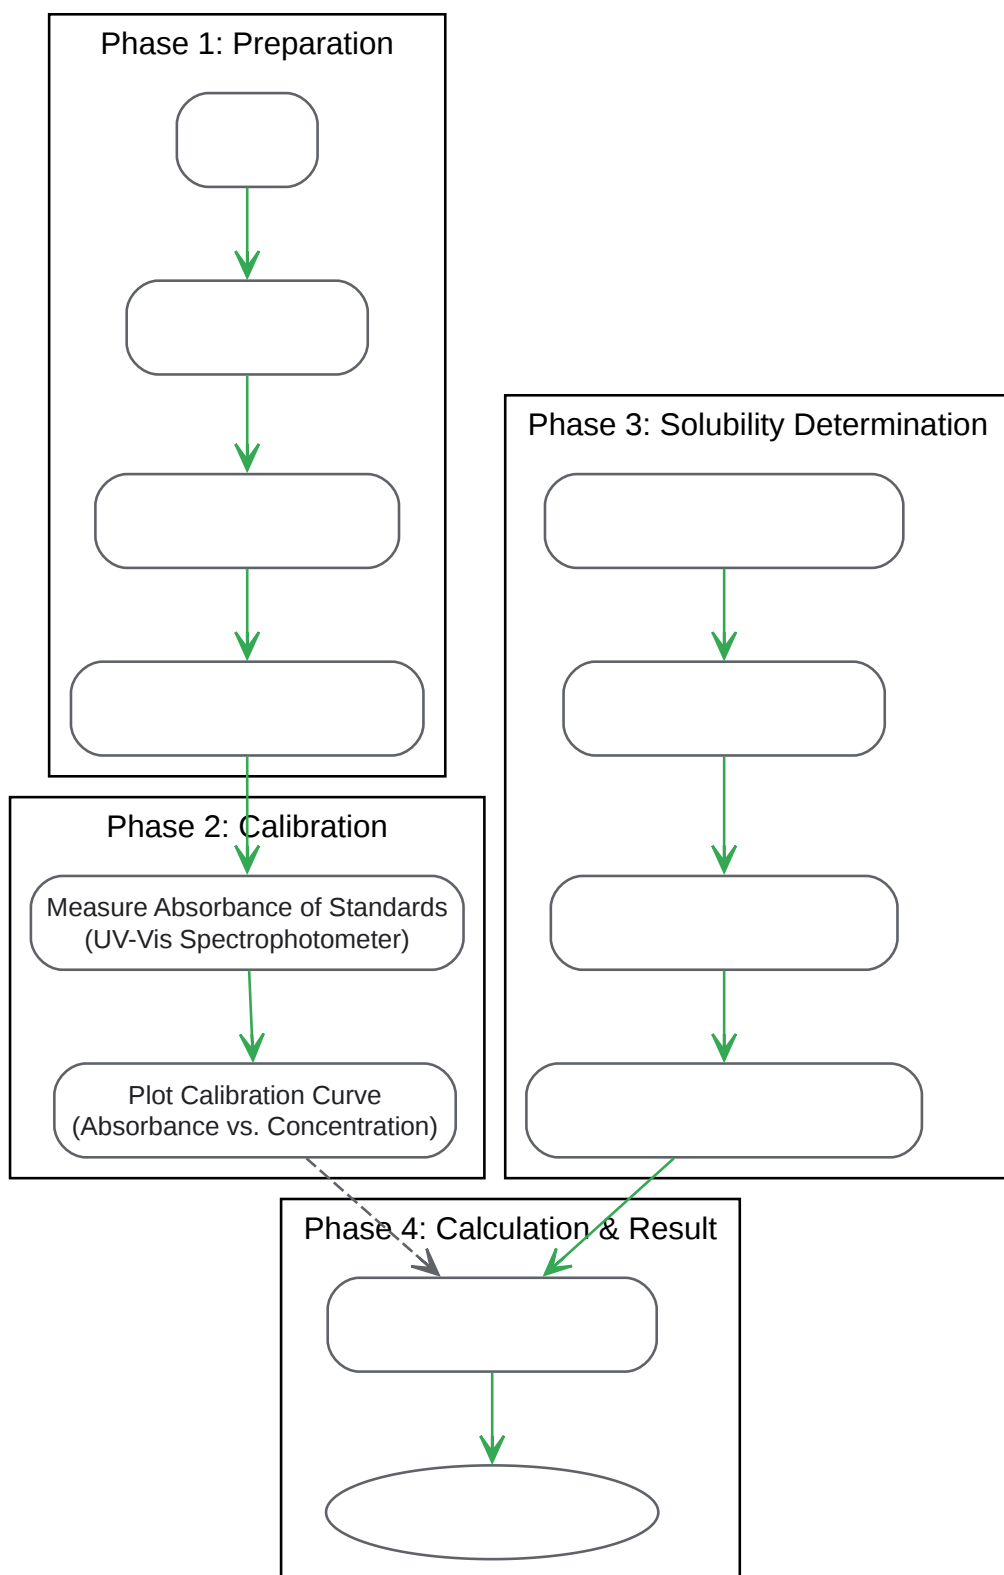 Phase 1: Preparation
Phase 2: Calibration
Measure Absorbance of Standards
(UV-Vis Spectrophotometer)
Plot Calibration Curve
(Absorbance vs. Concentration)
Phase 3: Solubility Determination
Phase 4: Calculation & Result